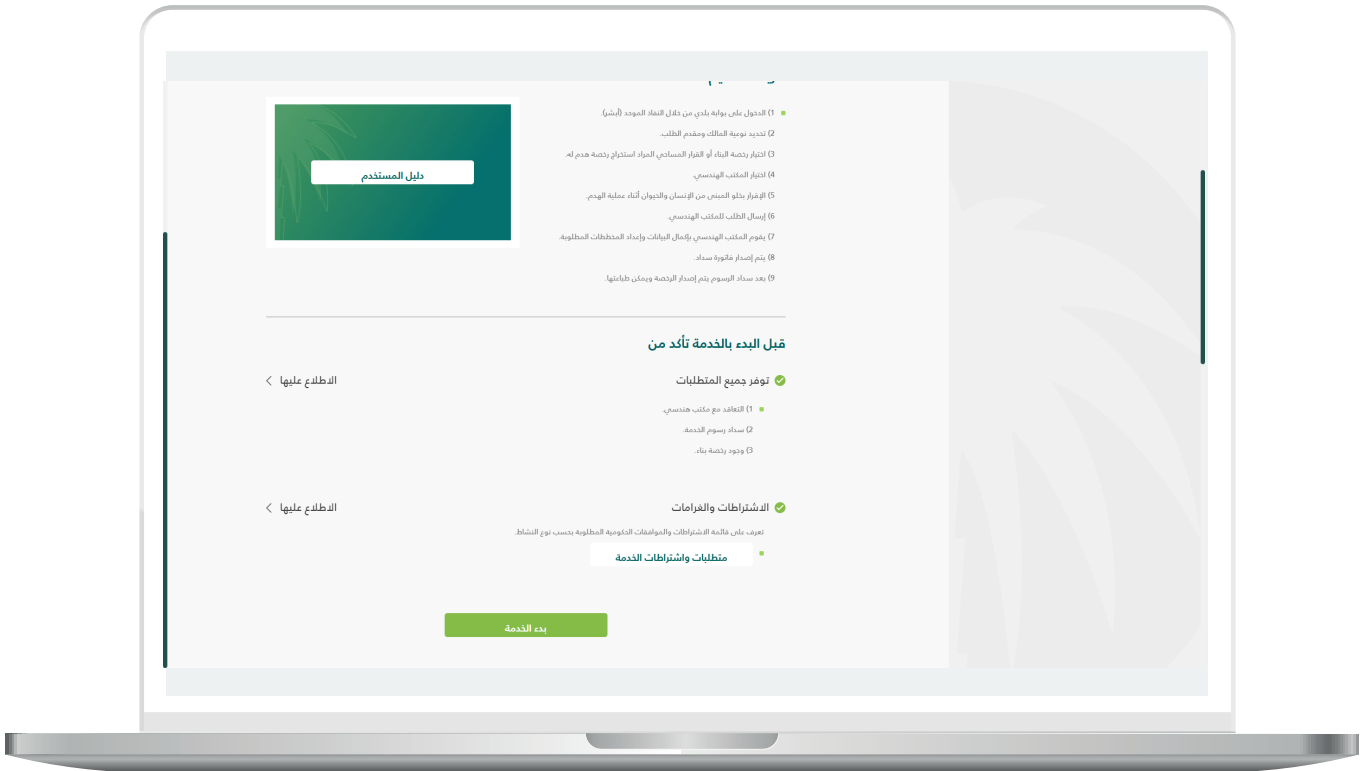 1) الدخول على بوابة بلدي من خلال النفاذ الموحد (أبشر).
2) تحديد نوعية المالك ومقدم الطلب.
3) اختيار رخصة البناء أو القرار المساحي المراد استخراج رخصة هدم له.
4) اختيار المكتب الهندسي.
5) الإقرار بخلو المبنى من الإنسان والحيوان أثناء عملية الهدم.
6) إرسال الطلب للمكتب الهندسي.
7) يقوم المكتب الهندسي بإكمال البيانات وإعداد المخططات المطلوبة.
8) يتم إصدار فاتورة سداد.
9) بعد سداد الرسوم يتم إصدار الرخصة ويمكن طباعتها.
دليل المستخدم
قبل البدء بالخدمة تأكد من
توفر جميع المتطلبات
الاطلاع عليها
1) التعاقد مع مكتب هندسي.
2) سداد رسوم الخدمة.
3) وجود رخصة بناء.
الاشتراطات والغرامات
الاطلاع عليها
تعرف على قائمة الاشتراطات والموافقات الحكومية المطلوبة بحسب نوع النشاط.
متطلبات واشتراطات الخدمة
بدء الخدمة